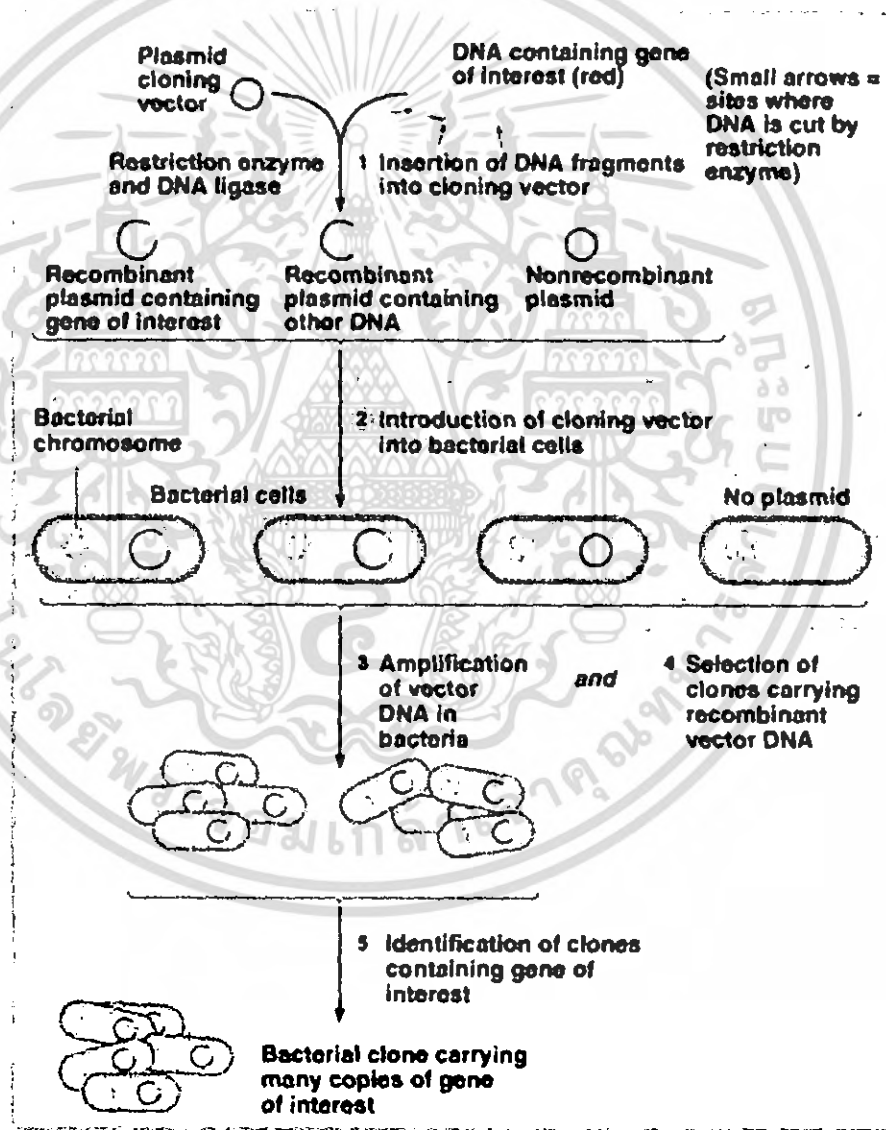 Plasmid
cloning
vector
DNA containing gene
of interest (red)
(Small arrows =
sites where
DNA is cut by
restriction
enzyme)
Restriction enzyme
and DNA ligase
1 Insertion of DNA fragments
into cloning vector
Recombinant
plasmid containing
gene of interest
Recombinant
plasmid containing
other DNA
Nonrecombinant
plasmid
Bacterial
chromosome
2 Introduction of cloning vector
into bacterial cells
Bacterial cells
No plasmid
3 Amplification
of vector
DNA in
bacteria
and
4 Selection of
clones carrying
recombinant
vector DNA
5 Identification of clones
containing gene of
interest
Bacterial clone carrying
many copies of gene
of interest